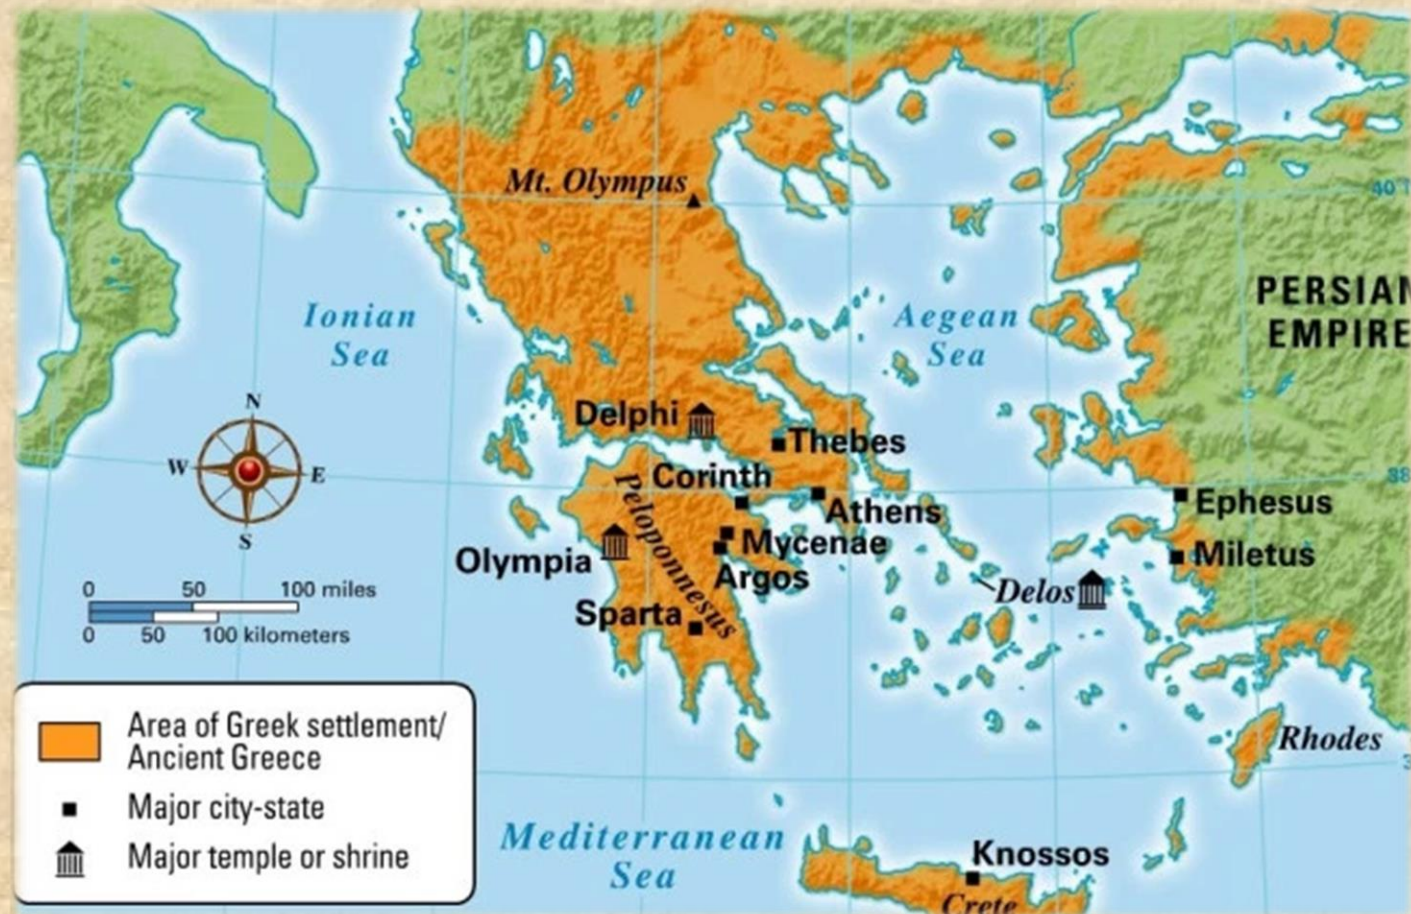 Mt. Olympus
40
PERSIAN
EMPIRE
Ionian
Sea
Aegean
Sea
N
W
E
S
Delphi
Thebes
Corinth
38
Ephesus
Athens
Peloponnesus
Mycenae
Olympia
Miletus
Argos
Delos
0 50 100 miles
Sparta
0 50 100 kilometers
Area of Greek settlement/
Ancient Greece
Rhodes
Major city-state
Mediterranean
Sea
Knossos
Major temple or shrine
Crete